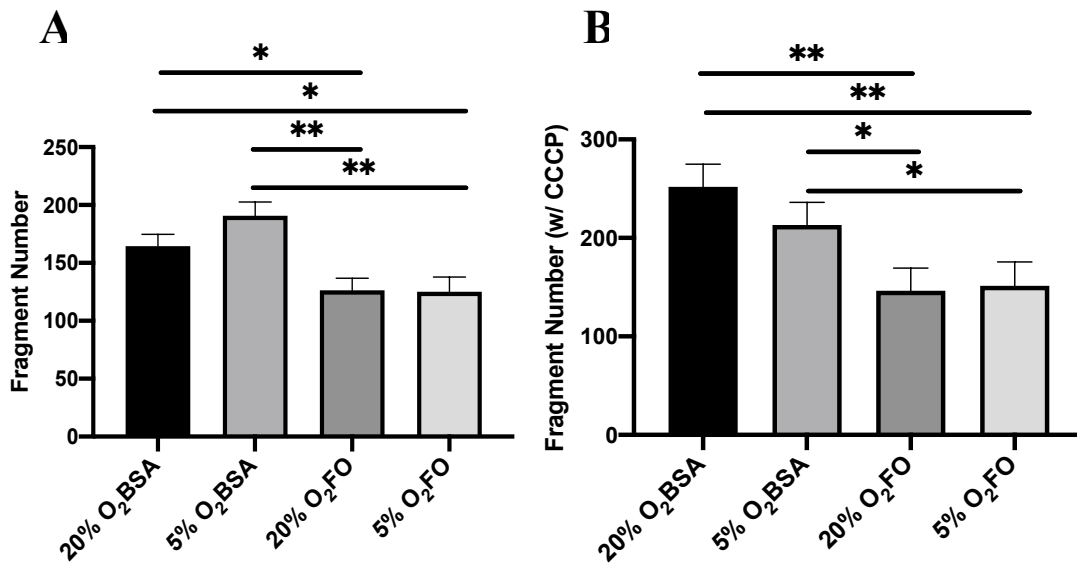 A
*
*
**
**
Fragment Number
250
200
150
100
50
0
20% O₂BSA
5% O₂BSA
20% O₂FO
5% O₂FO
B
**
**
*
*
Fragment Number (w/ CCCP)
300
200
100
0
20% O₂BSA
5% O₂BSA
20% O₂FO
5% O₂FO